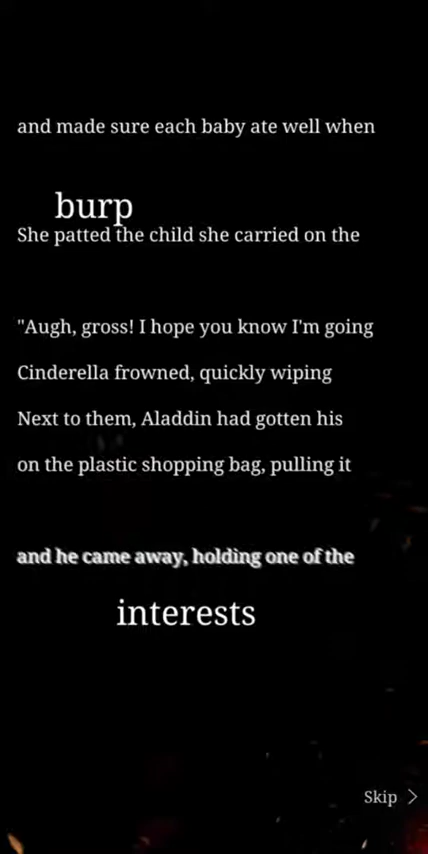 and made sure each baby ate well when
burp
She patted the child she carried on the
"Augh, gross! I hope you know I'm going
Cinderella frowned, quickly wiping
Next to them, Aladdin had gotten his
on the plastic shopping bag, pulling it
and he came away, holding one of the
interests
Skip